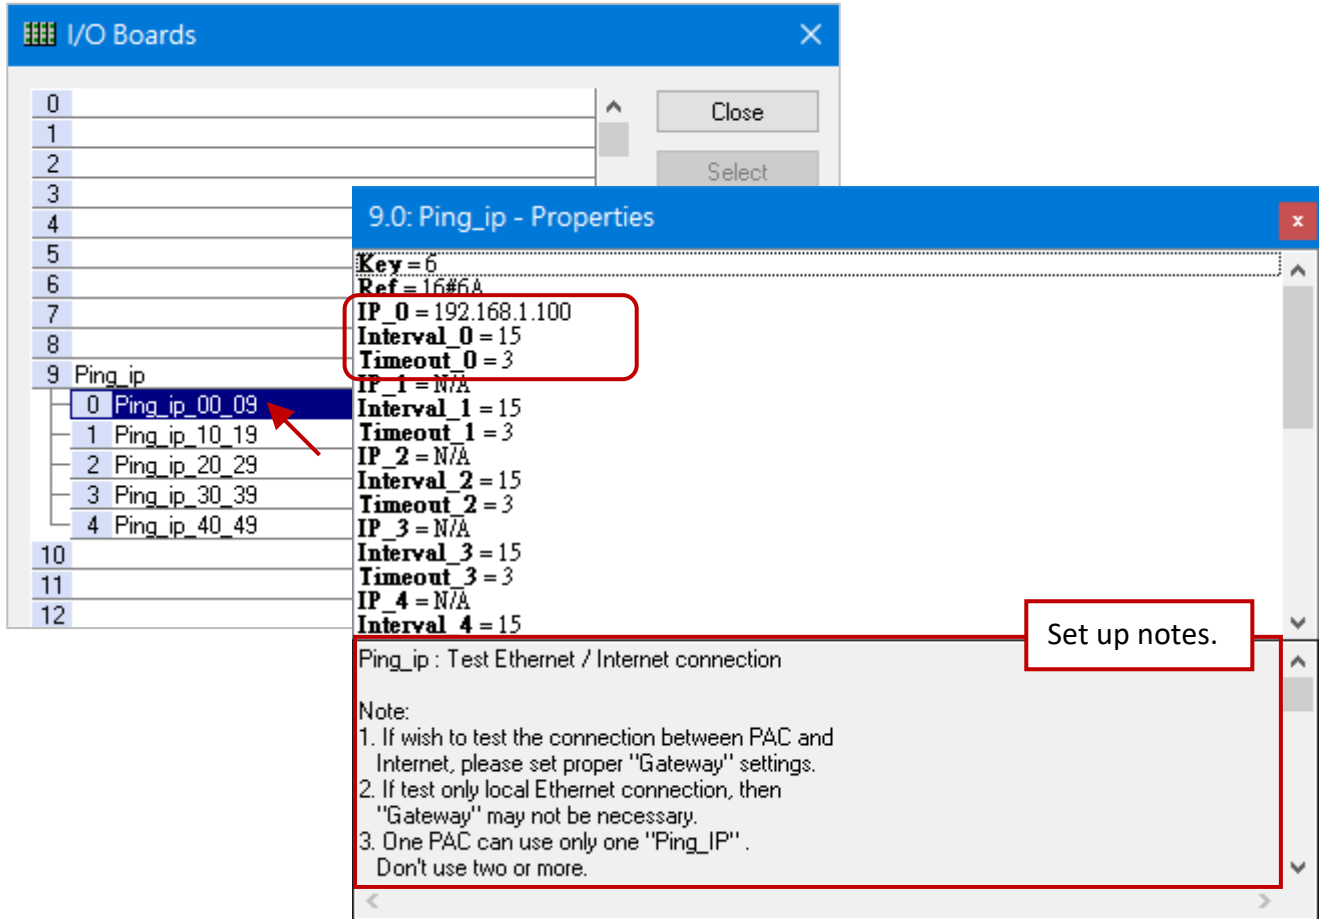 I/O Boards
0
1
2
3
4
5
6
7
8
9 Ping_ip
0 Ping_ip_00_09
1 Ping_ip_10_19
2 Ping_ip_20_29
3 Ping_ip_30_39
4 Ping_ip_40_49
10
11
12
Close
Select
9.0: Ping_ip - Properties
Key = 6
Ref = 16#6A
IP_0 = 192.168.1.100
Interval_0 = 15
Timeout_0 = 3
IP_1 = N/A
Interval_1 = 15
Timeout_1 = 3
IP_2 = N/A
Interval_2 = 15
Timeout_2 = 3
IP_3 = N/A
Interval_3 = 15
Timeout_3 = 3
IP_4 = N/A
Interval_4 = 15
Set up notes.
Ping_ip : Test Ethernet / Internet connection
Note:
1. If wish to test the connection between PAC and
Internet, please set proper "Gateway" settings.
2. If test only local Ethernet connection, then
"Gateway" may not be necessary.
3. One PAC can use only one "Ping_IP" .
Don't use two or more.